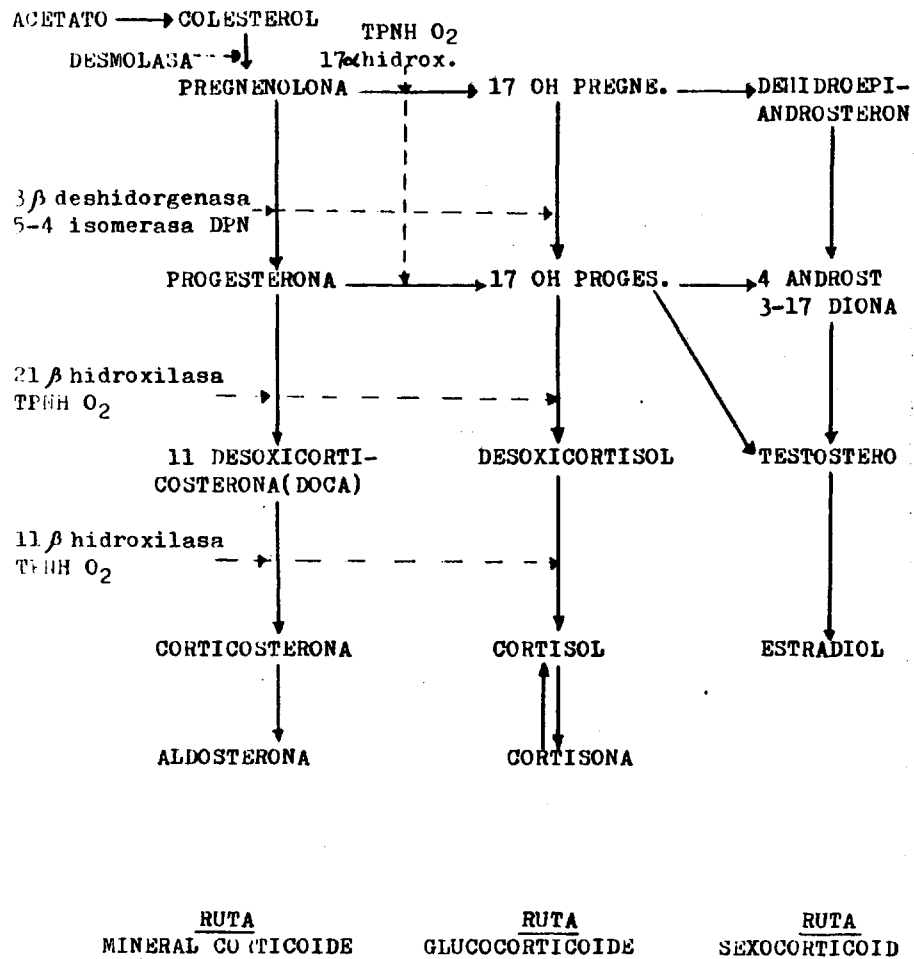 ACETATO COLESTEROL
DESMOLASA
TPNH O2
17αhidrox.
PREGNENOLONA 17 OH PREGNE. DEHIDROEPI-
ANDROSTERON
3β deshidorgenasa
5-4 isomerasa DPN
PROGESTERONA 17 OH PROGES. 4 ANDROST
3-17 DIONA
21 β hidroxilasa
TPNH O2
11 DESOXICORTI- DESOXICORTISOL TESTOSTERO
COSTERONA(DOCA)
11 β hidroxilasa
TPNH O2
CORTICOSTERONA CORTISOL ESTRADIOL
ALDOSTERONA CORTISONA
RUTA RUTA RUTA
MINERAL CORTICOIDE GLUCOCORTICOIDE SEXOCORTICOID